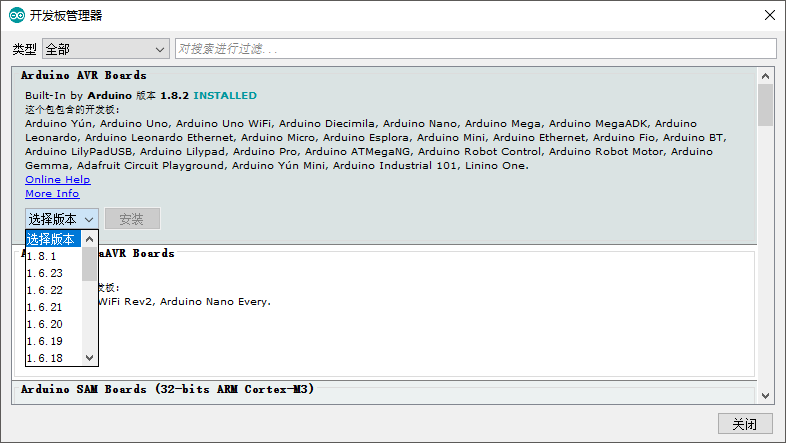 开发板管理器
类型 全部 对搜索进行过滤...
Arduino AVR Boards
Built-In by Arduino 版本 1.8.2 INSTALLED
这个包包含的开发板:
Arduino Yún, Arduino Uno, Arduino Uno WiFi, Arduino Diecimila, Arduino Nano, Arduino Mega, Arduino MegaADK, Arduino
Leonardo, Arduino Leonardo Ethernet, Arduino Micro, Arduino Esplora, Arduino Mini, Arduino Ethernet, Arduino Fio, Arduino BT,
Arduino LilyPadUSB, Arduino Lilypad, Arduino Pro, Arduino ATMegaNG, Arduino Robot Control, Arduino Robot Motor, Arduino
Gemma, Adafruit Circuit Playground, Arduino Yún Mini, Arduino Industrial 101, Linino One.
Online Help
More Info
选择版本 安装
选择版本
1.8.1
1.6.23
1.6.22
1.6.21
1.6.20
1.6.19
1.6.18
aAVR Boards
发板:
WiFi Rev2, Arduino Nano Every.
Arduino SAM Boards (32-bits ARM Cortex-M3)
关闭